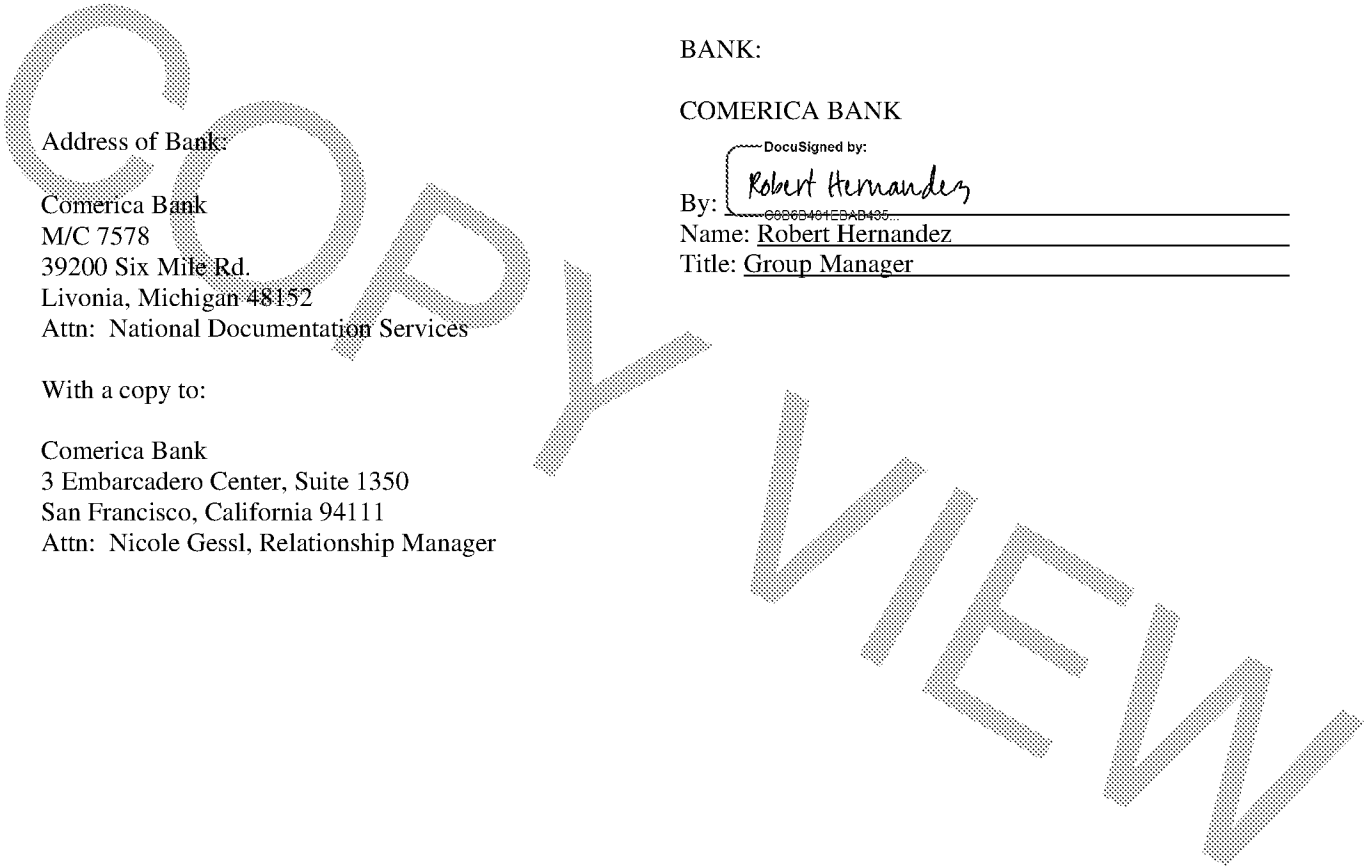 Address of Bank:
Comerica Bank
M/C 7578
39200 Six Mile Rd.
Livonia, Michigan 48152
Attn: National Documentation Services
With a copy to:
Comerica Bank
3 Embarcadero Center, Suite 1350
San Francisco, California 94111
Attn: Nicole Gessl, Relationship Manager
BANK:
COMERICA BANK
DocuSigned by:
Robert Hernandez
By:
Name: Robert Hernandez
Title: Group Manager
COPY VIEW